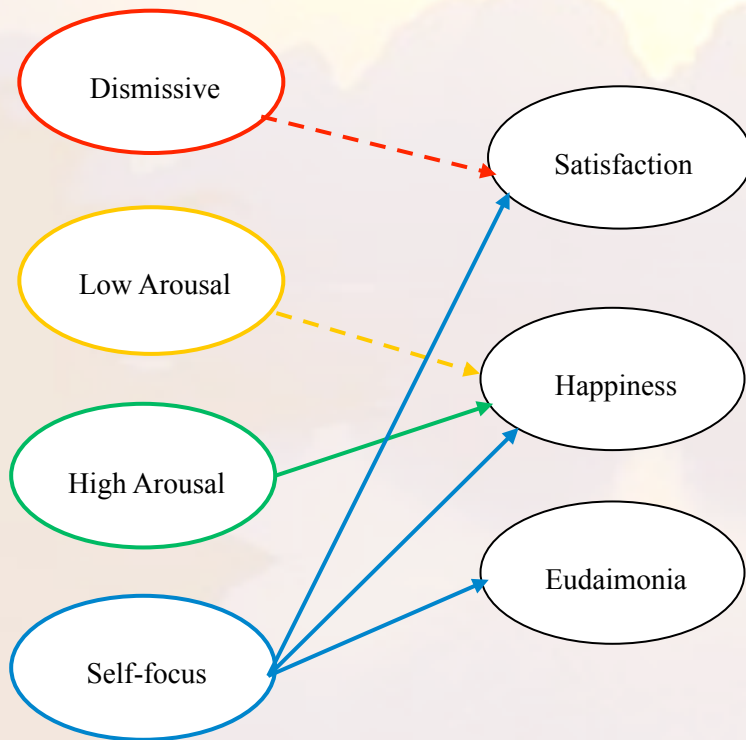 Dismissive
Satisfaction
Low Arousal
Happiness
High Arousal
Eudaimonia
Self-focus